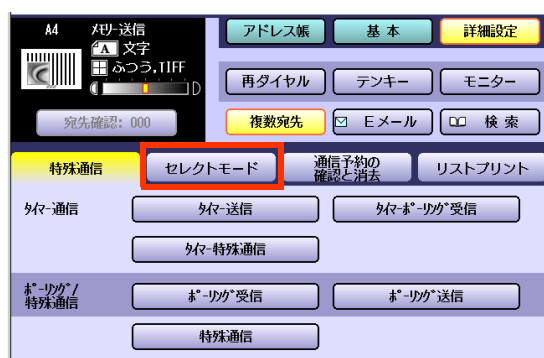 A4 ﾒﾓﾘｰ送信
A 文字
ふつう,TIFF
D
宛先確認: 000
アドレス帳 基本 詳細設定
再ダイヤル テンキー モニター
複数宛先 Eメール 検索
特殊通信 セレクトモード 通信予約の確認と消去 リストプリント
ﾀｲﾏｰ通信 ﾀｲﾏｰ送信 ﾀｲﾏｰﾎﾟｰﾘﾝｸﾞ受信
ﾀｲﾏｰ特殊通信
ﾎﾟｰﾘﾝｸﾞ/
特殊通信
ﾎﾟｰﾘﾝｸﾞ受信 ﾎﾟｰﾘﾝｸﾞ送信
特殊通信